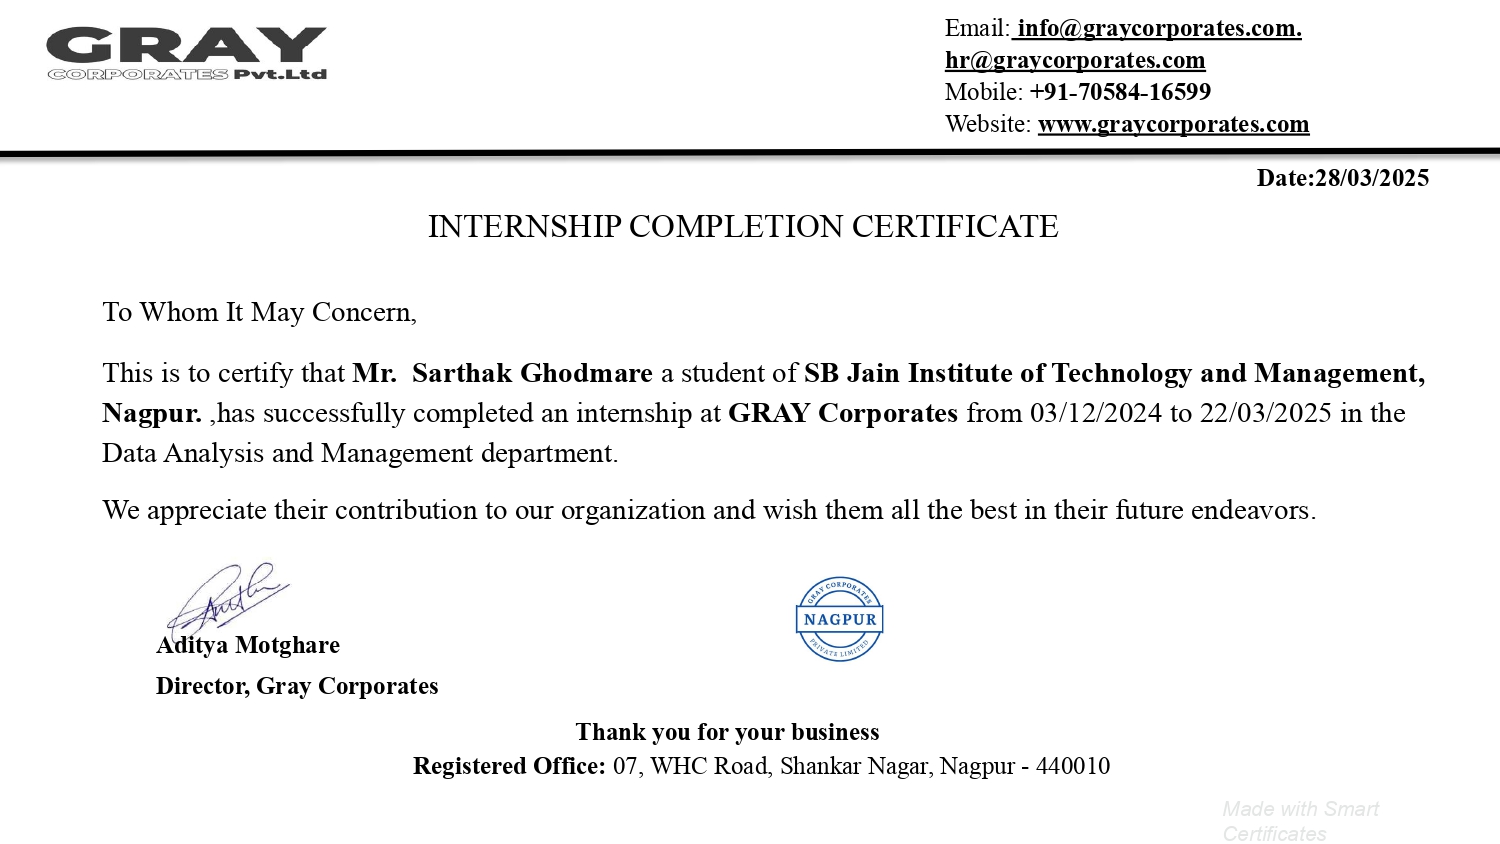 GRAY
CORPORATES Pvt.Ltd
Email: info@graycorporates.com.
hr@graycorporates.com
Mobile: +91-70584-16599
Website: www.graycorporates.com
Date:28/03/2025
INTERNSHIP COMPLETION CERTIFICATE
To Whom It May Concern,
This is to certify that Mr.  Sarthak Ghodmare a student of SB Jain Institute of Technology and Management,
Nagpur. ,has successfully completed an internship at GRAY Corporates from 03/12/2024 to 22/03/2025 in the
Data Analysis and Management department.
We appreciate their contribution to our organization and wish them all the best in their future endeavors.
GRAY CORPORATES
NAGPUR
PRIVATE LIMITED
Aditya Motghare
Director, Gray Corporates
Thank you for your business
Registered Office: 07, WHC Road, Shankar Nagar, Nagpur - 440010
Made with Smart
Certificates